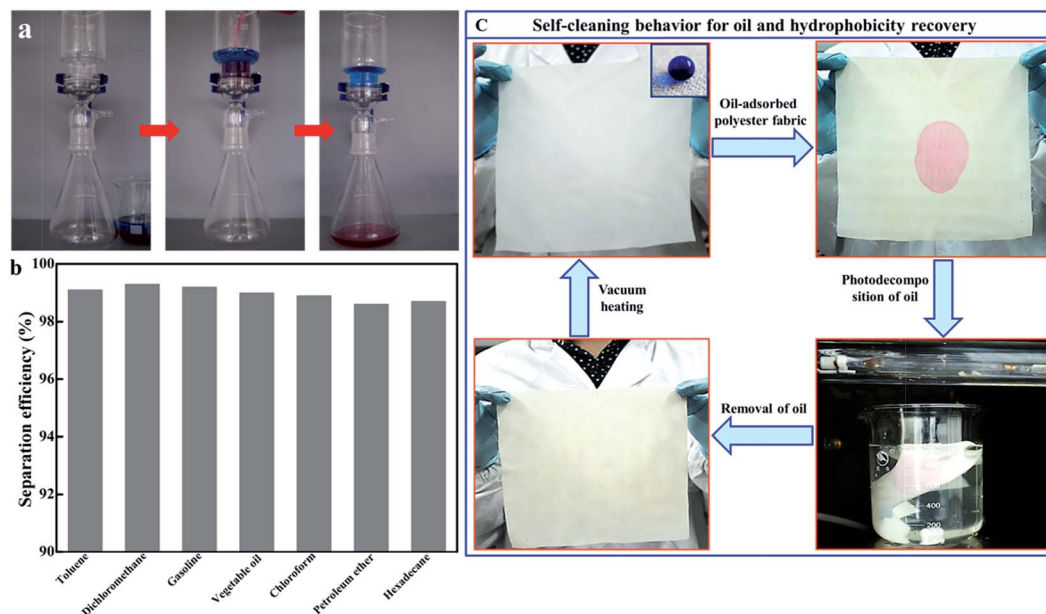 a
b
Separation efficiency (%)
100
98
96
94
92
90
Toluene
Dichloromethane
Gasoline
Vegetable oil
Chloroform
Petroleum ether
Hexadecane
C
Self-cleaning behavior for oil and hydrophobicity recovery
Oil-adsorbed
polyester fabric
Photodecompo
sition of oil
Removal of oil
Vacuum
heating
400
200